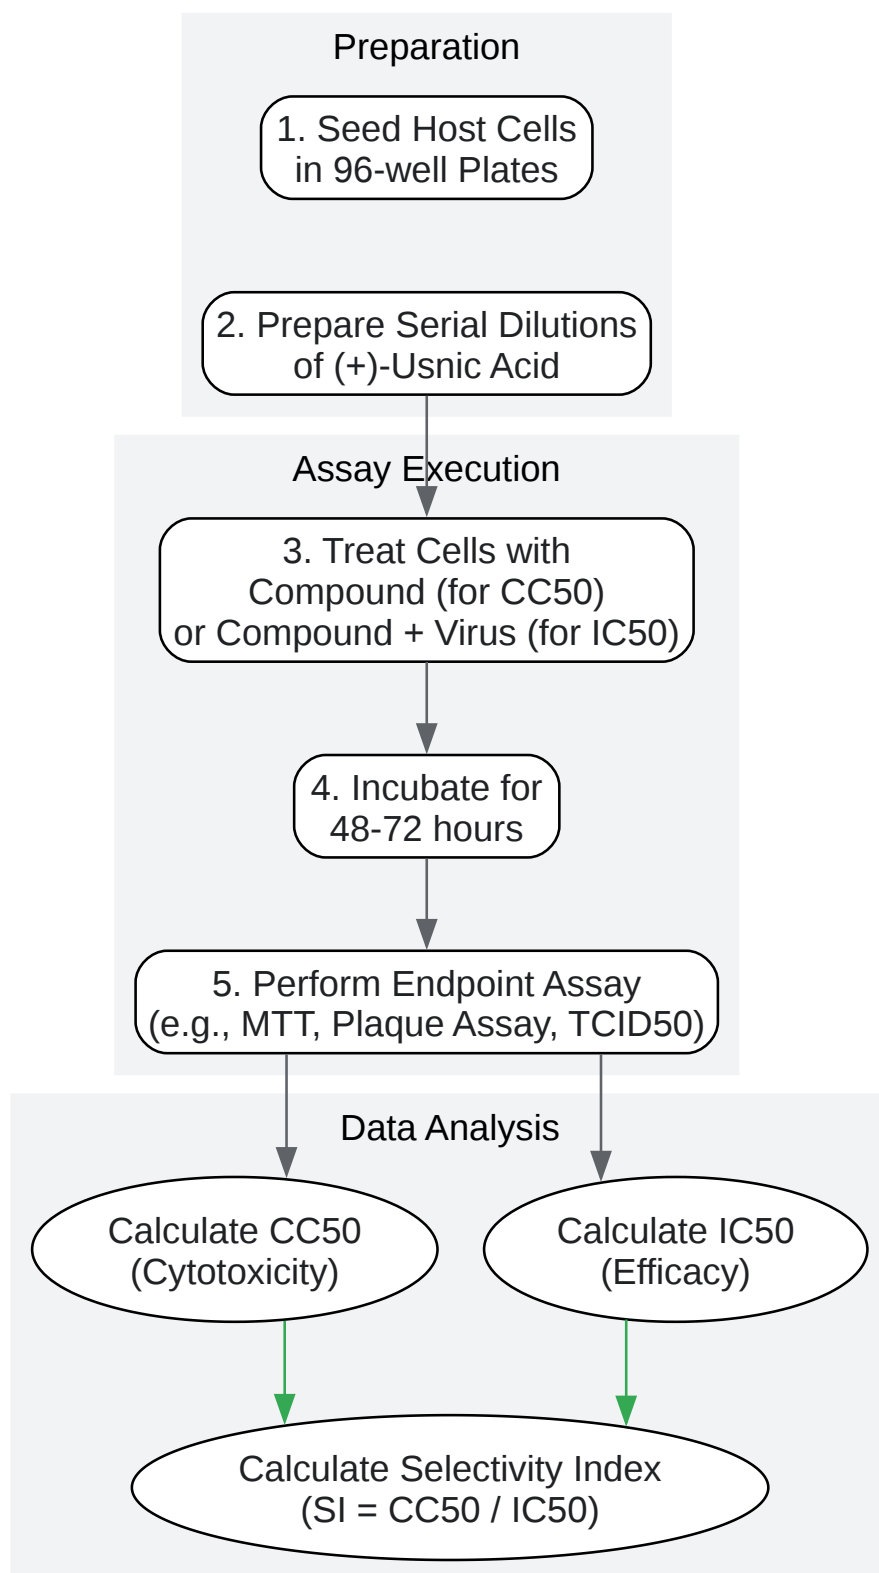 Preparation
1. Seed Host Cells
in 96-well Plates
2. Prepare Serial Dilutions
of (+)-Usnic Acid
Assay Execution
3. Treat Cells with
Compound (for CC50)
or Compound + Virus (for IC50)
4. Incubate for
48-72 hours
5. Perform Endpoint Assay
(e.g., MTT, Plaque Assay, TCID50)
Data Analysis
Calculate CC50
(Cytotoxicity)
Calculate IC50
(Efficacy)
Calculate Selectivity Index
(SI = CC50 / IC50)